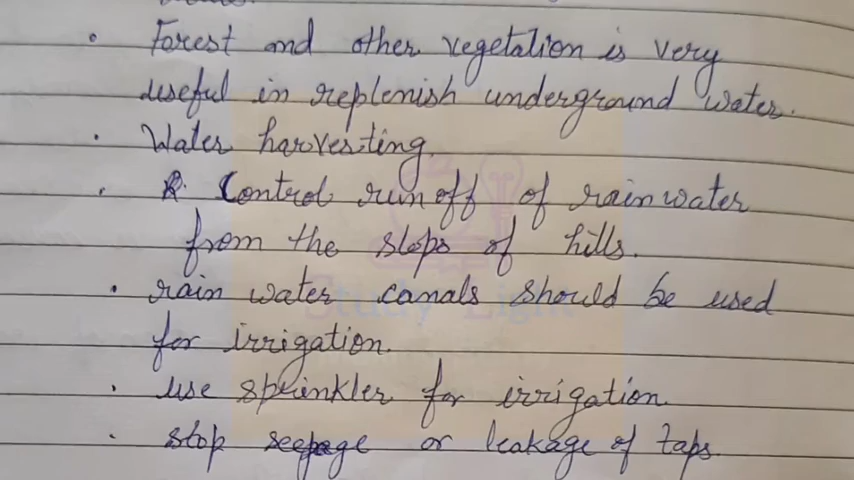 • Forest and other vegetation is very
useful in replenish underground water.
• Water harvesting.
• R. Control run off of rain water
from the slops of hills.
• rain water canals should be used
for irrigation.
• use sprinkler for irrigation.
• stop seepage or leakage of taps.
Study Light